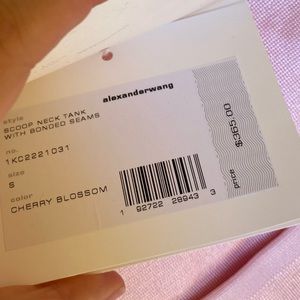 alexanderwang
style
SCOOP NECK TANK
WITH BONDED SEAMS
no.
1KC2221031
size
S
color
CHERRY BLOSSOM
1 92722 28943 3
price
$365.00